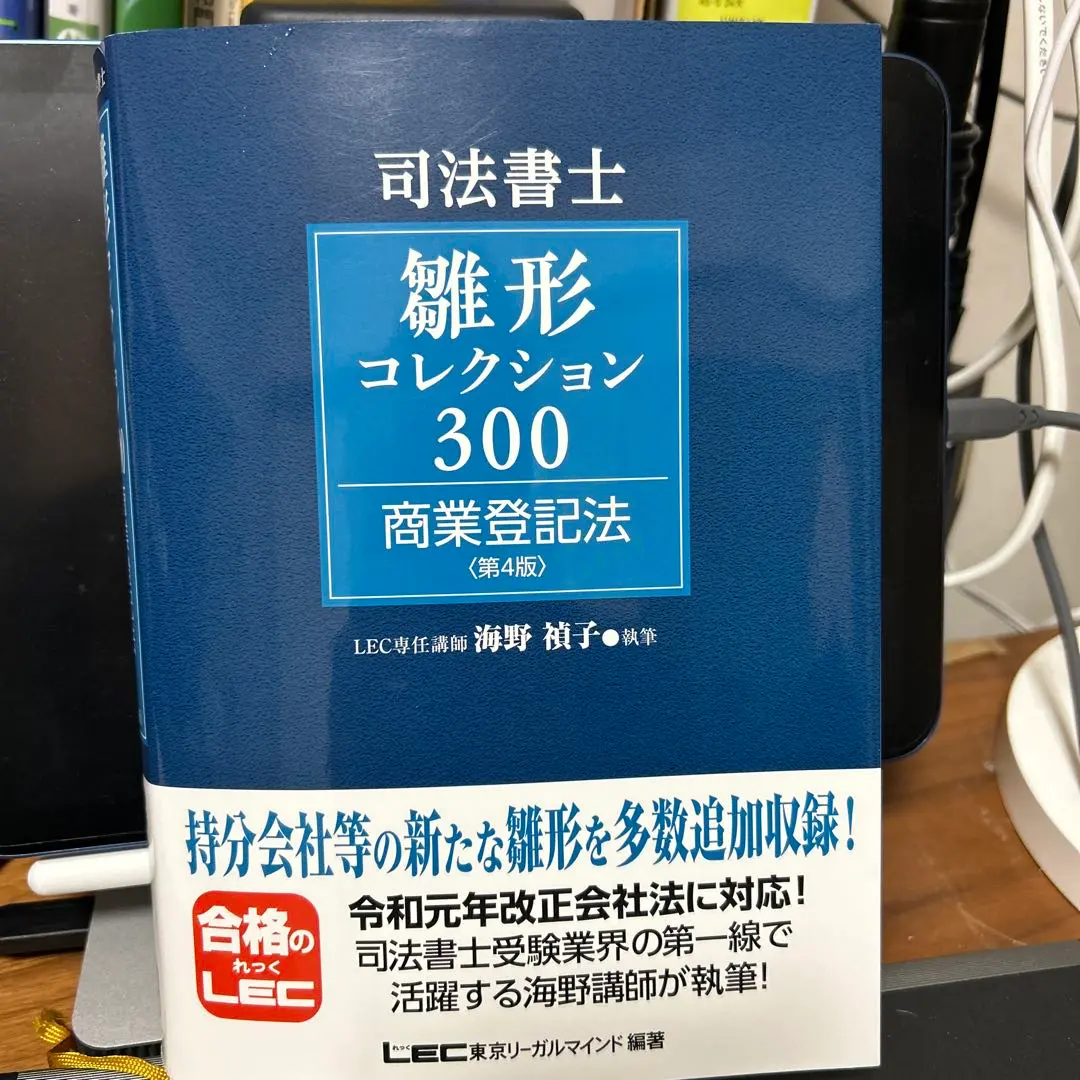 司法書士
雛形
コレクション
300
商業登記法
〈第4版〉
LEC専任講師 海野 禎子●執筆
持分会社等の新たな雛形を多数追加収録!
合格の
れっく
LEC
令和元年改正会社法に対応!
司法書士受験業界の第一線で
活躍する海野講師が執筆!
れっく
LEC東京リーガルマインド 編著